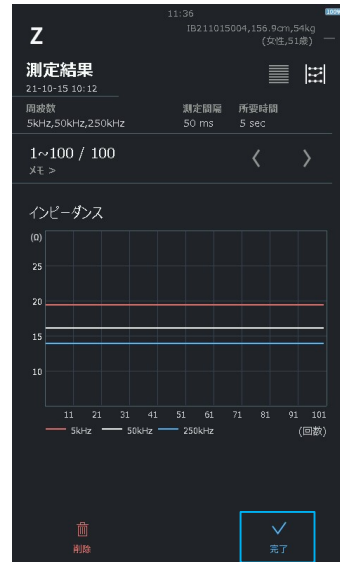 11:36
100%
Z
IB211015004,156.9cm,54kg
(女性,51歳)
測定結果
21-10-15 10:12
周波数 測定間隔 所要時間
5kHz,50kHz,250kHz 50 ms 5 sec
1~100 / 100
メモ >
インピーダンス
(Ω)
25
20
15
10
11 21 31 41 51 61 71 81 91 101
5kHz 50kHz 250kHz (回数)
削除 完了